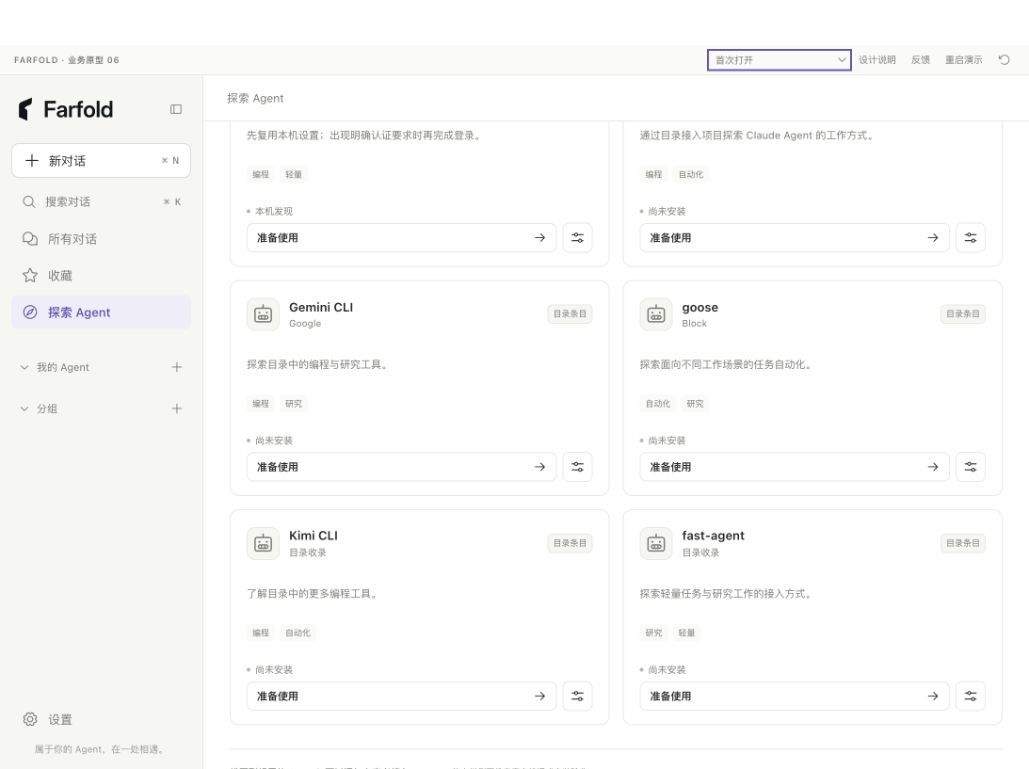 FARFOLD · 业务原型 06
首次打开
设计说明 反馈 重启演示
Farfold
新对话 ⌘ N
搜索对话 ⌘ K
所有对话
收藏
探索 Agent
我的 Agent
分组
设置
属于你的 Agent，在一处相遇。
探索 Agent
先复用本机设置；出现明确认证要求时再完成登录。
编程 轻量
本机发现
准备使用
通过目录接入项目探索 Claude Agent 的工作方式。
编程 自动化
尚未安装
准备使用
Gemini CLI
Google
目录条目
探索目录中的编程与研究工具。
编程 研究
尚未安装
准备使用
goose
Block
目录条目
探索面向不同工作场景的任务自动化。
自动化 研究
尚未安装
准备使用
Kimi CLI
目录收录
目录条目
了解目录中的更多编程工具。
编程 自动化
尚未安装
准备使用
fast-agent
目录收录
目录条目
探索轻量任务与研究工作的接入方式。
研究 轻量
尚未安装
准备使用